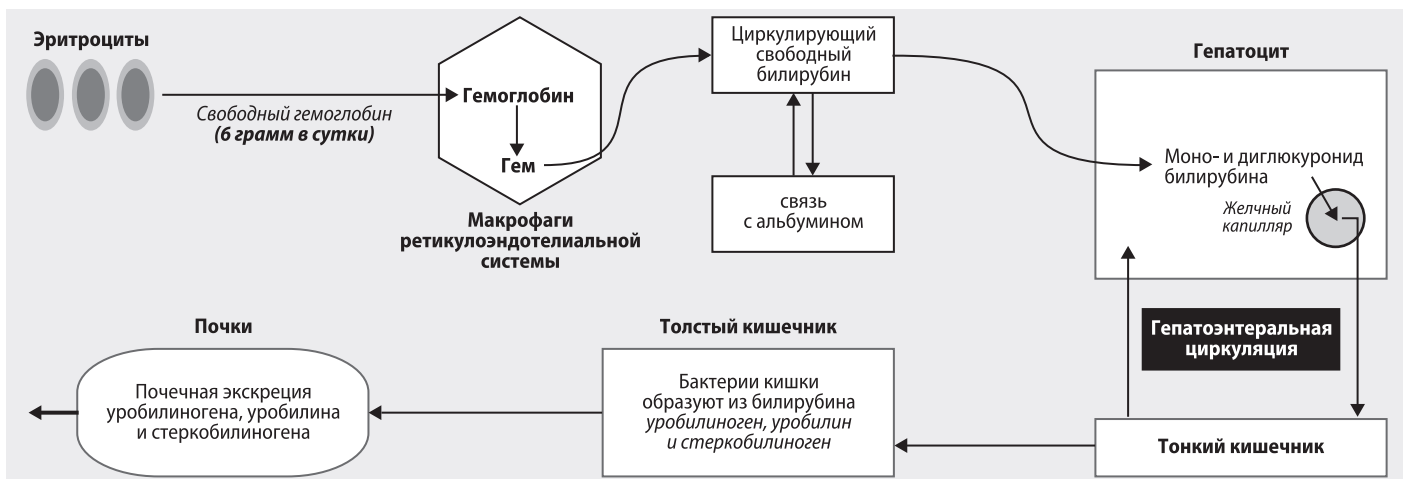 Эритроциты
Свободный гемоглобин
(6 грамм в сутки)
Гемоглобин
Гем
Макрофаги
ретикулоэндотелиальной
системы
Циркулирующий
свободный
билирубин
связь
с альбумином
Гепатоцит
Моно- и диглюкуронид
билирубина
Желчный
капилляр
Гепатоэнтеральная
циркуляция
Тонкий кишечник
Толстый кишечник
Бактерии кишки
образуют из билирубина
уробилиноген, уробилин
и стеркобилиноген
Почки
Почечная экскреция
уробилиногена, уробилина
и стеркобилиногена